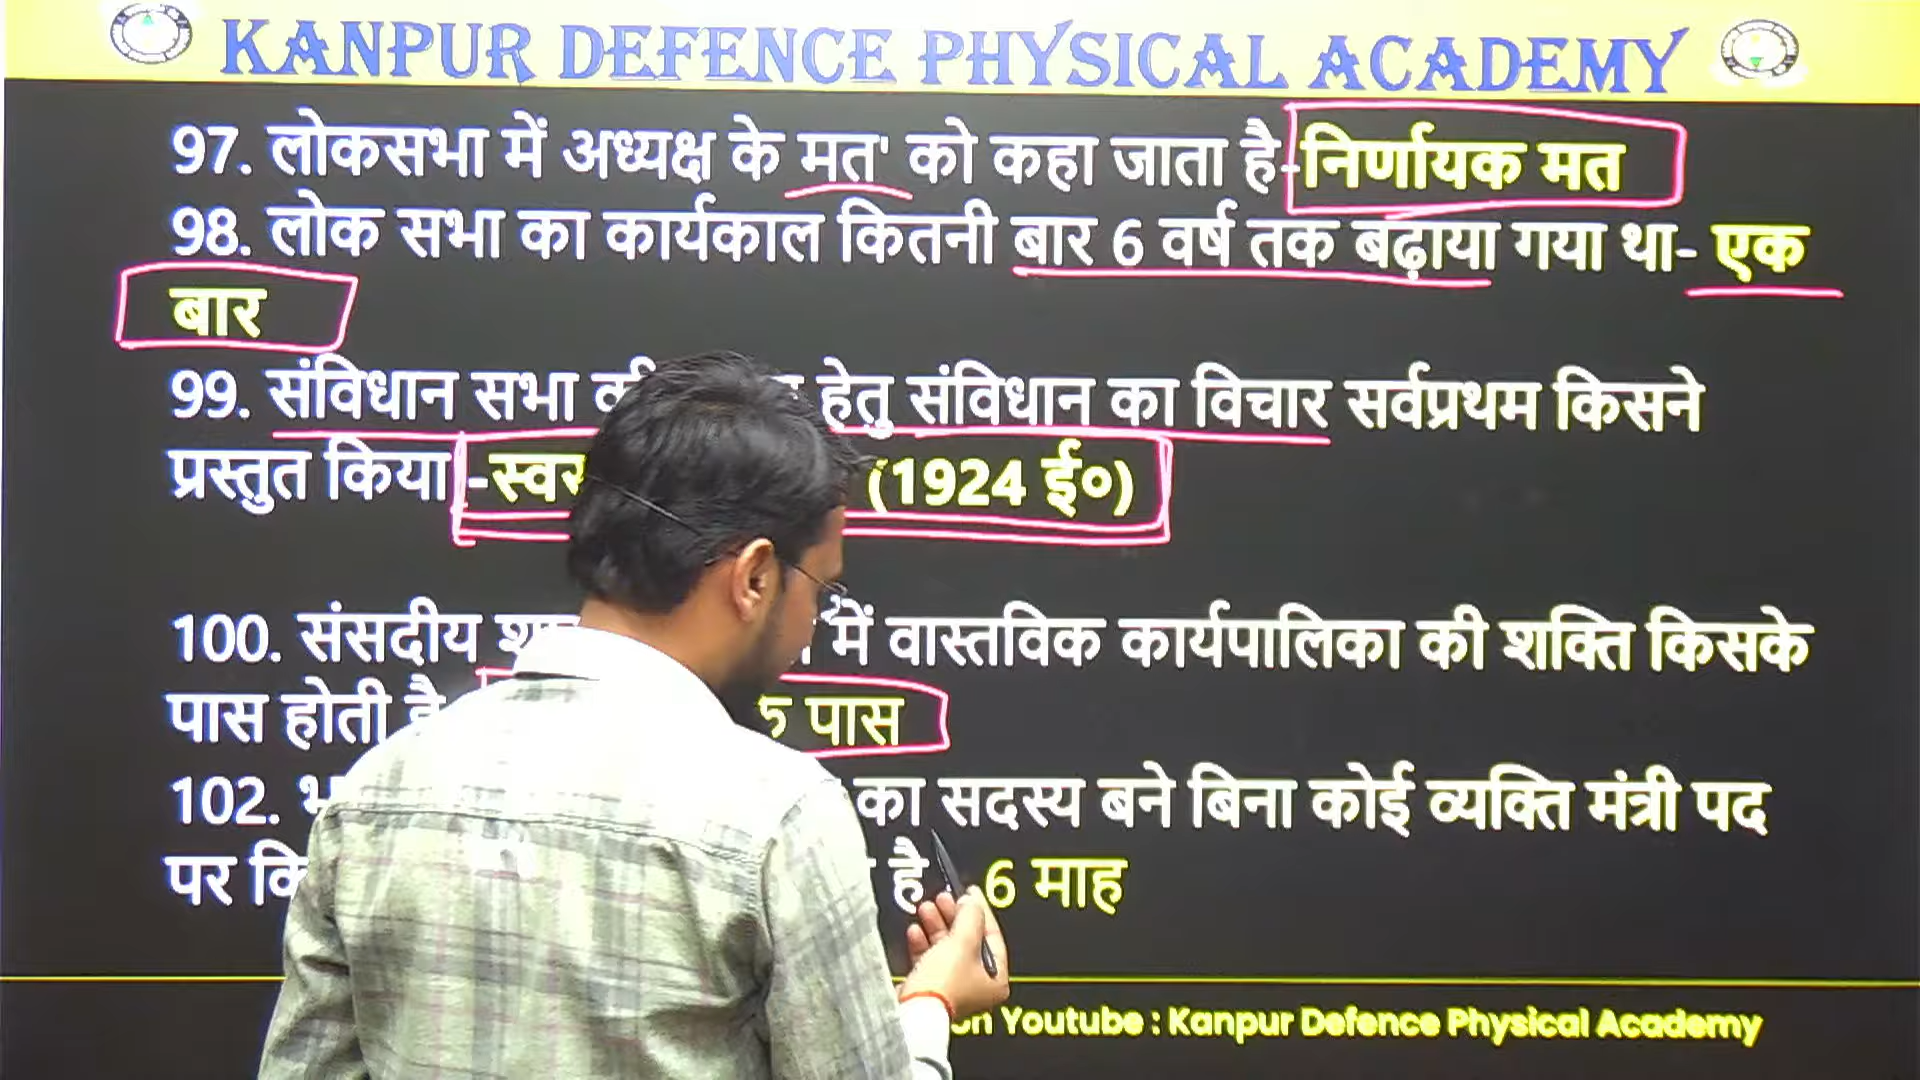 KANPUR DEFENCE PHYSICAL ACADEMY
97. लोकसभा में अध्यक्ष के मत' को कहा जाता है-निर्णायक मत
98. लोक सभा का कार्यकाल कितनी बार 6 वर्ष तक बढ़ाया गया था- एक
बार
99. संविधान सभा हेतु संविधान का विचार सर्वप्रथम किसने
प्रस्तुत किया - (1924 ई०)
100. संसदीय में वास्तविक कार्यपालिका की शक्ति किसके
पास होती है पास
102. का सदस्य बने बिना कोई व्यक्ति मंत्री पद
पर है 6 माह
on Youtube : Kanpur Defence Physical Academy